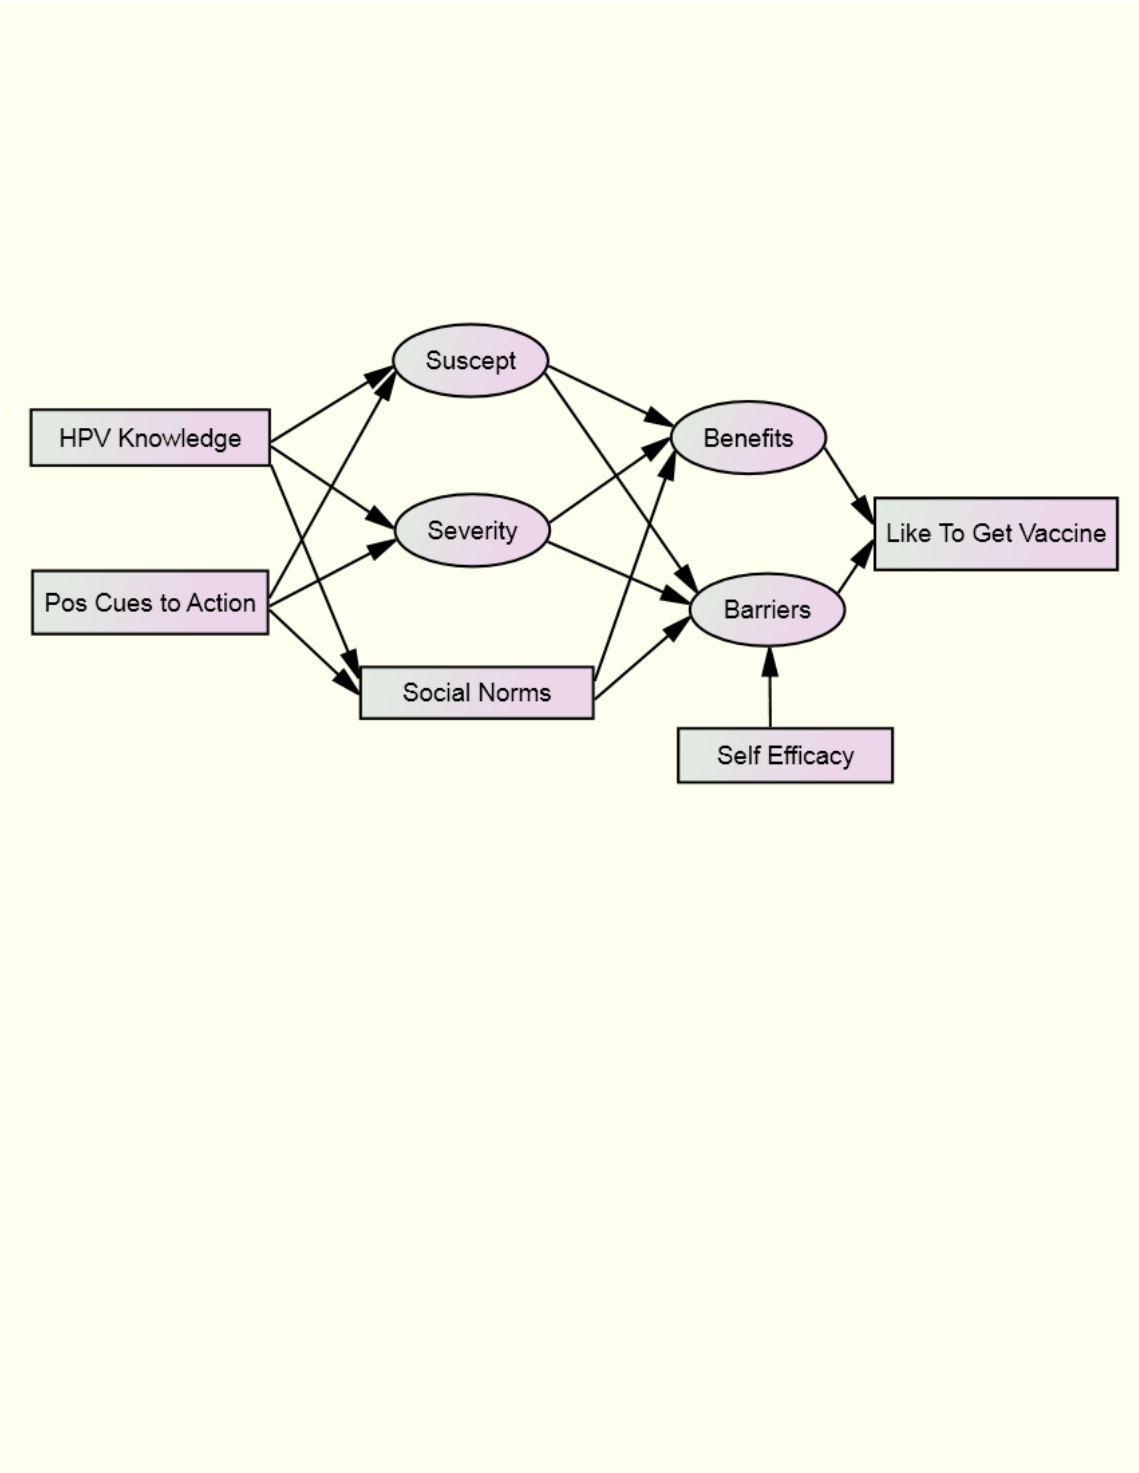 Suscept
HPV Knowledge
Benefits
Severity
Like To Get Vaccine
Pos Cues to Action
Barriers
Social Norms
Self Efficacy